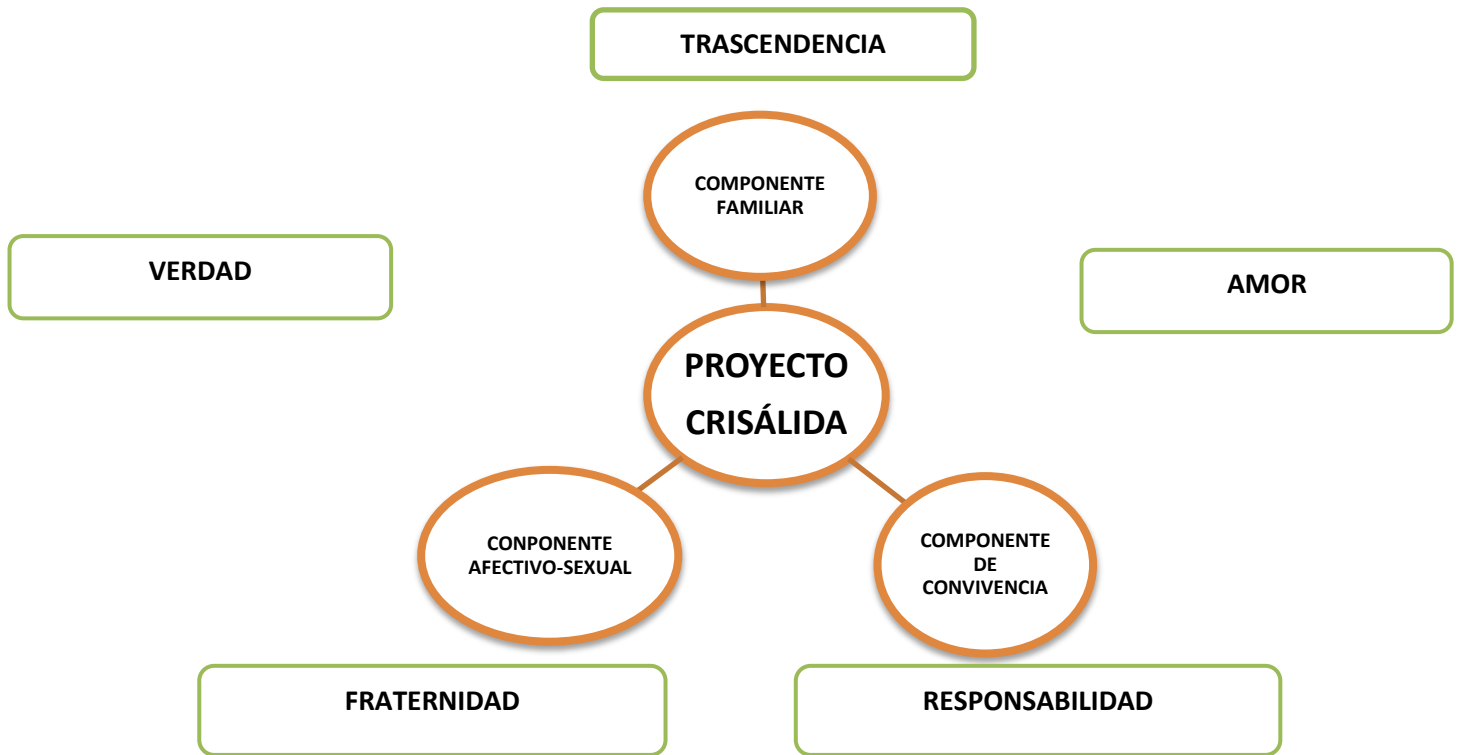 TRASCENDENCIA
COMPONENTE
FAMILIAR
VERDAD
AMOR
PROYECTO
CRISÁLIDA
CONPONENTE
AFECTIVO-SEXUAL
COMPONENTE
DE
CONVIVENCIA
FRATERNIDAD
RESPONSABILIDAD